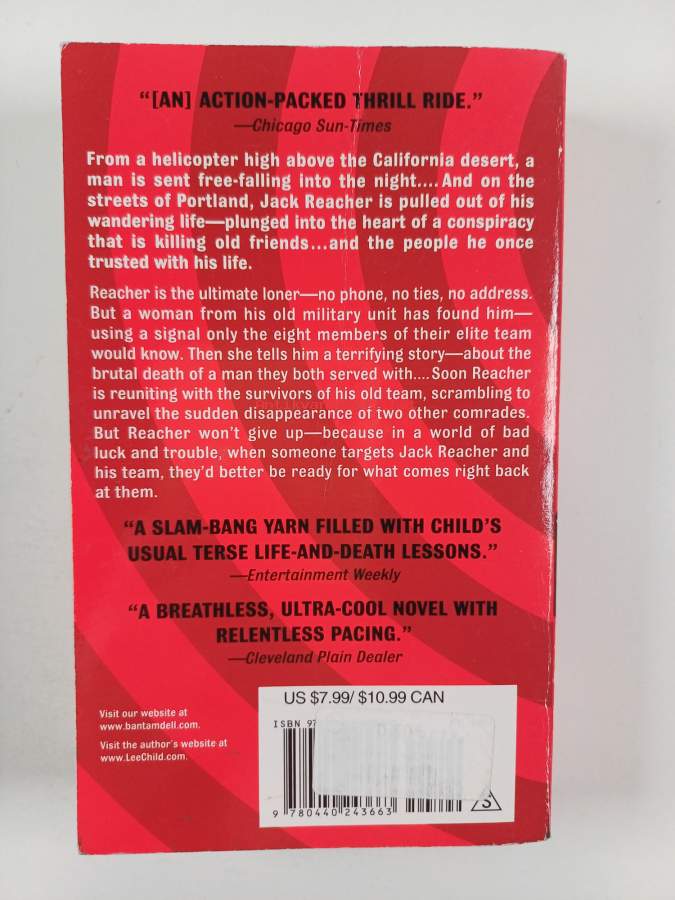 “[AN] ACTION-PACKED THRILL RIDE.”
—Chicago Sun-Times
From a helicopter high above the California desert, a
man is sent free-falling into the night.... And on the
streets of Portland, Jack Reacher is pulled out of his
wandering life—plunged into the heart of a conspiracy
that is killing old friends...and the people he once
trusted with his life.
Reacher is the ultimate loner—no phone, no ties, no address.
But a woman from his old military unit has found him—
using a signal only the eight members of their elite team
would know. Then she tells him a terrifying story—about the
brutal death of a man they both served with.... Soon Reacher
is reuniting with the survivors of his old team, scrambling to
unravel the sudden disappearance of two other comrades.
But Reacher won’t give up—because in a world of bad
luck and trouble, when someone targets Jack Reacher and
his team, they’d better be ready for what comes right back
at them.
“A SLAM-BANG YARN FILLED WITH CHILD’S
USUAL TERSE LIFE-AND-DEATH LESSONS.”
—Entertainment Weekly
“A BREATHLESS, ULTRA-COOL NOVEL WITH
RELENTLESS PACING.”
—Cleveland Plain Dealer
Visit our website at
www.bantamdell.com.
Visit the author’s website at
www.LeeChild.com.
US $7.99/ $10.99 CAN
ISBN 97
S
9 780440 243663